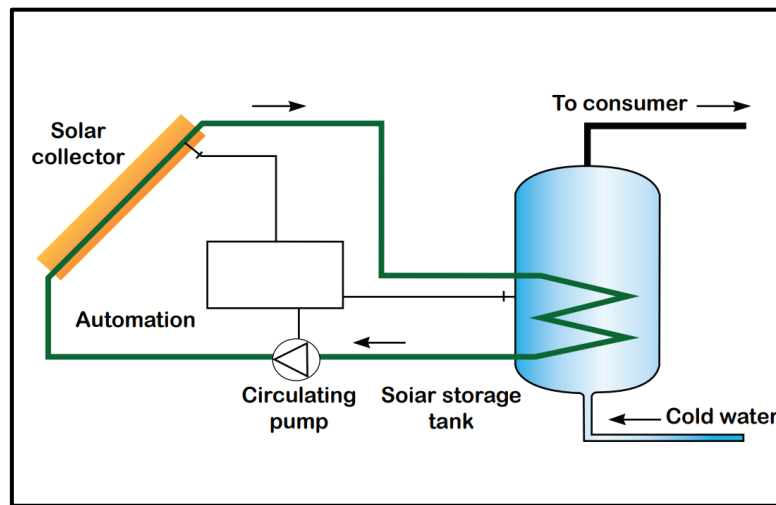 To consumer
Solar
collector
Automation
Circulating
pump
Soiar storage
tank
Cold water